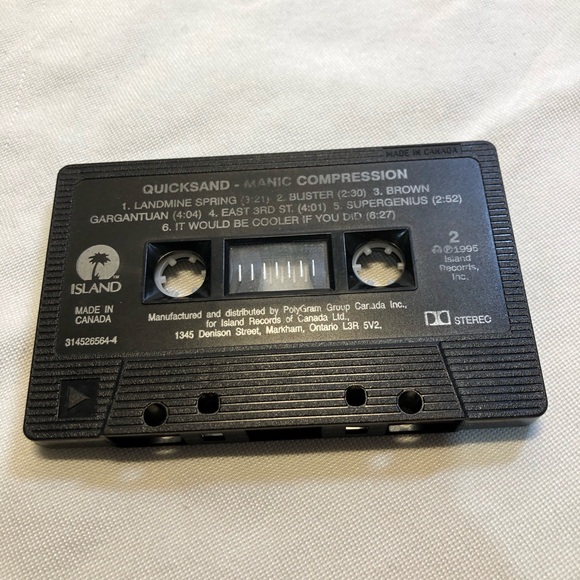 MADE IN CANADA
QUICKSAND - MANIC COMPRESSION
1. LANDMINE SPRING (3:21) 2. BLISTER (2:30) 3. BROWN
GARGANTUAN (4:04) 4. EAST 3RD ST. (4:01) 5. SUPERGENIUS (2:52)
6. IT WOULD BE COOLER IF YOU DID (6:27)
ISLAND
TM
MADE IN
CANADA
314526564-4
2
©℗1995
Island
Records,
Inc.
Manufactured and distributed by PolyGram Group Canada Inc.,
for Island Records of Canada Ltd.,
1345 Denison Street, Markham, Ontario L3R 5V2.
STEREO